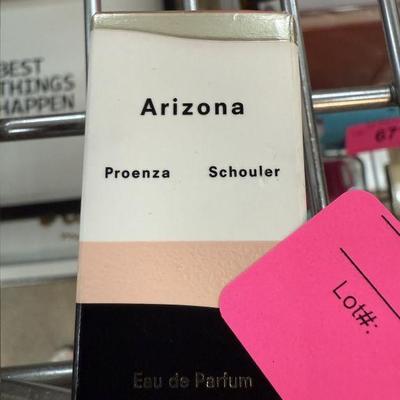 BEST
THINGS
HAPPEN
Arizona
Proenza Schouler
Eau de Parfum
Lot#:
67